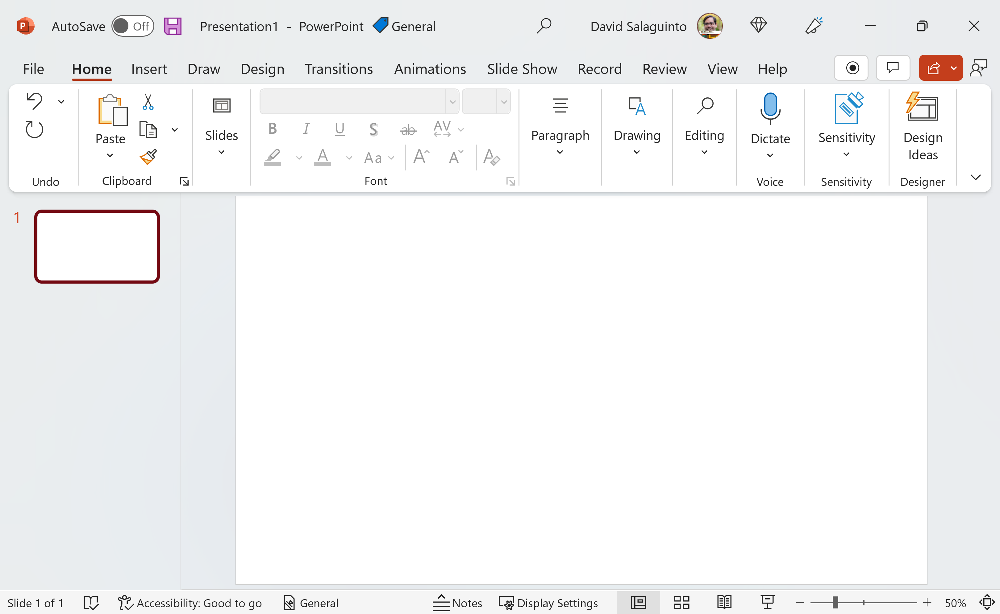 AutoSave Off Presentation1 - PowerPoint General David Salaguinto
File Home Insert Draw Design Transitions Animations Slide Show Record Review View Help
Paste Slides B I U S ab AV Paragraph Drawing Editing Dictate Sensitivity Design Ideas
A Aa A A A
Undo Clipboard Font Voice Sensitivity Designer
1
Slide 1 of 1 Accessibility: Good to go General Notes Display Settings 50%